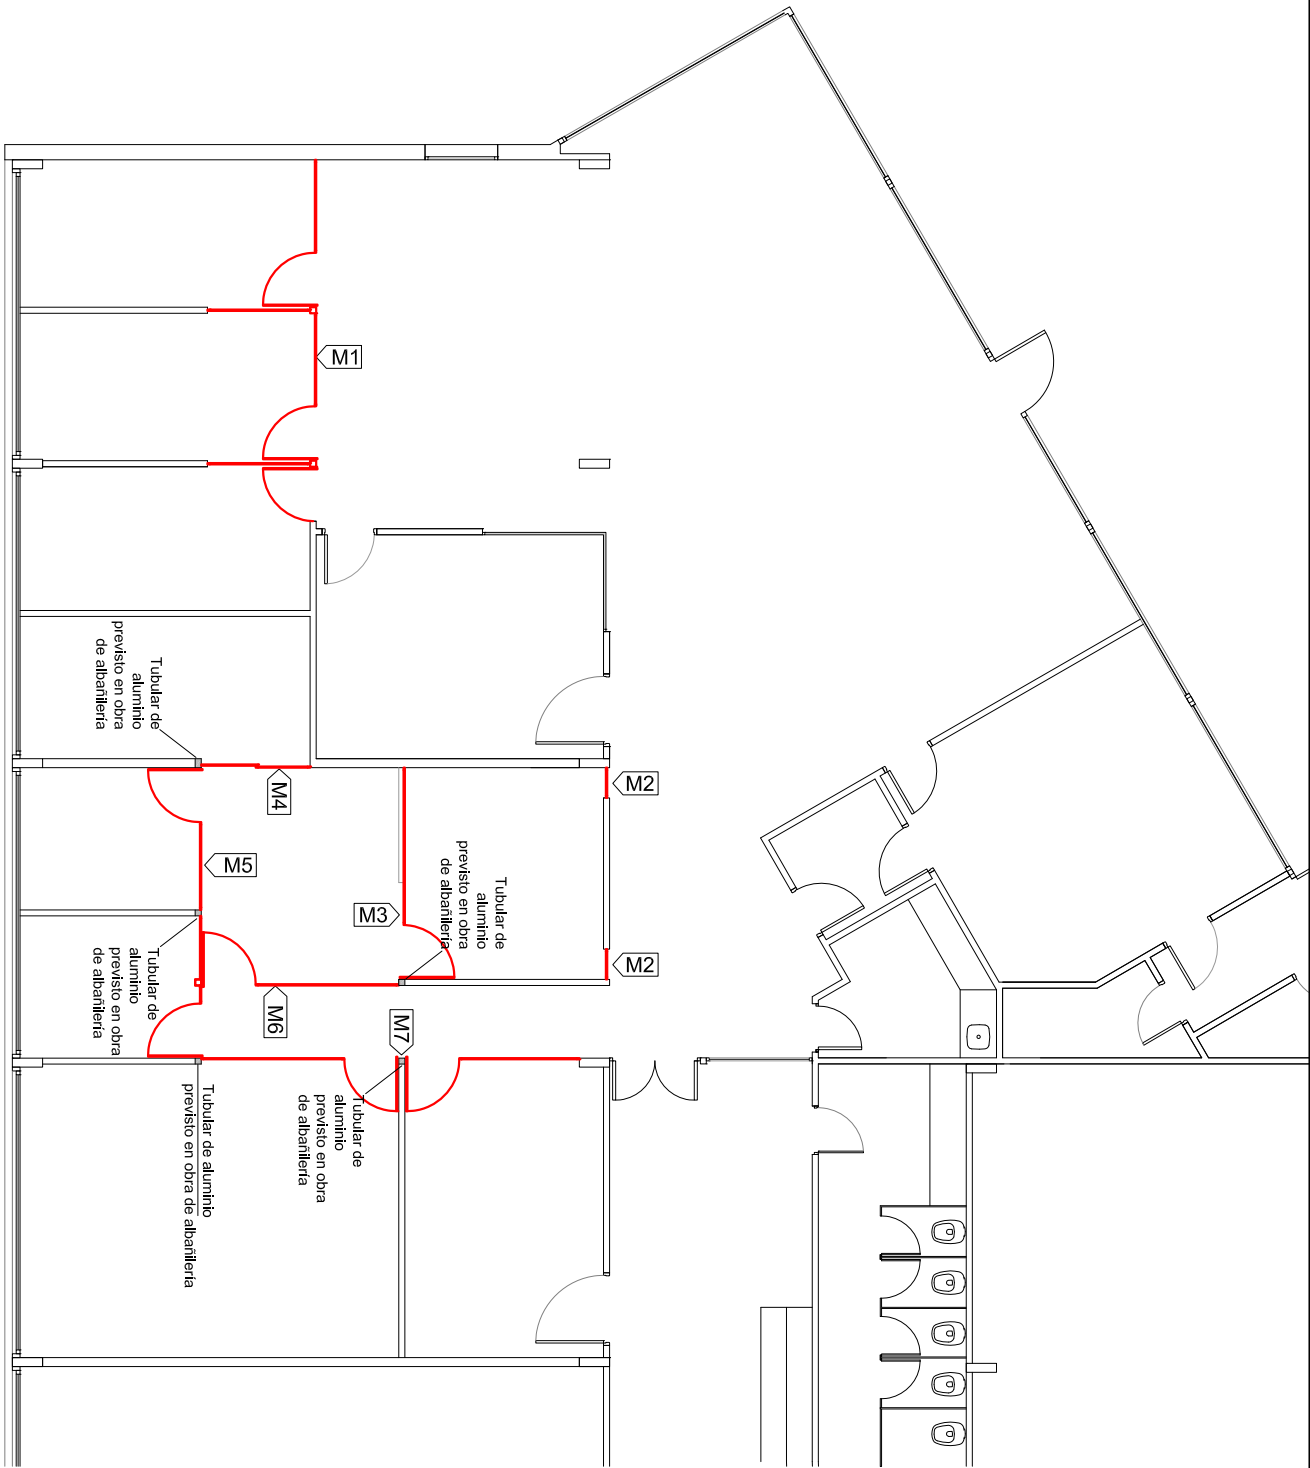 M1
Tubular de
aluminio
previsto en obra
de albañilería
M2
M4
M5
Tubular de
aluminio
previsto en obra
de albañilería
M3
M2
Tubular de
aluminio
previsto en obra
de albañilería
M6
M7
Tubular de aluminio
previsto en obra de albañilería
Tubular de
aluminio
previsto en obra
de albañilería